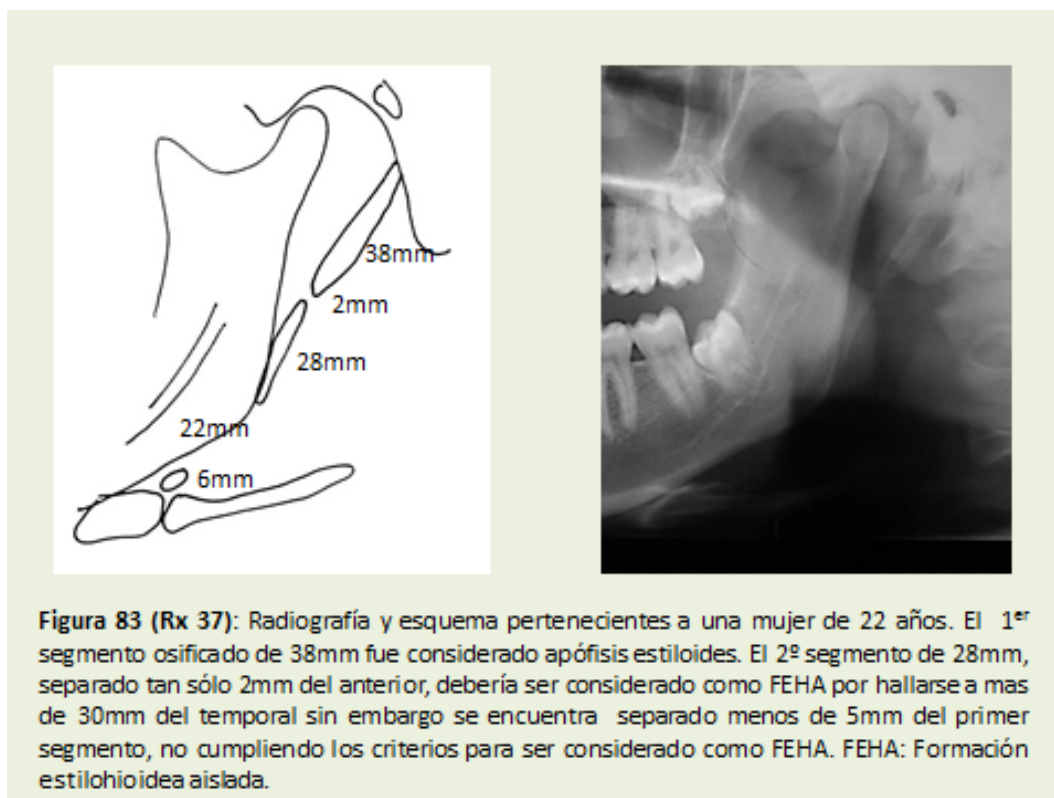 38mm
2mm
28mm
22mm
6mm
Figura 83 (Rx 37): Radiografía y esquema pertenecientes a una mujer de 22 años. El 1er
segmento osificado de 38mm fue considerado apófisis estiloides. El 2º segmento de 28mm,
separado tan sólo 2mm del anterior, debería ser considerado como FEHA por hallarse a mas
de 30mm del temporal sin embargo se encuentra separado menos de 5mm del primer
segmento, no cumpliendo los criterios para ser considerado como FEHA. FEHA: Formación
estilohioidea aislada.